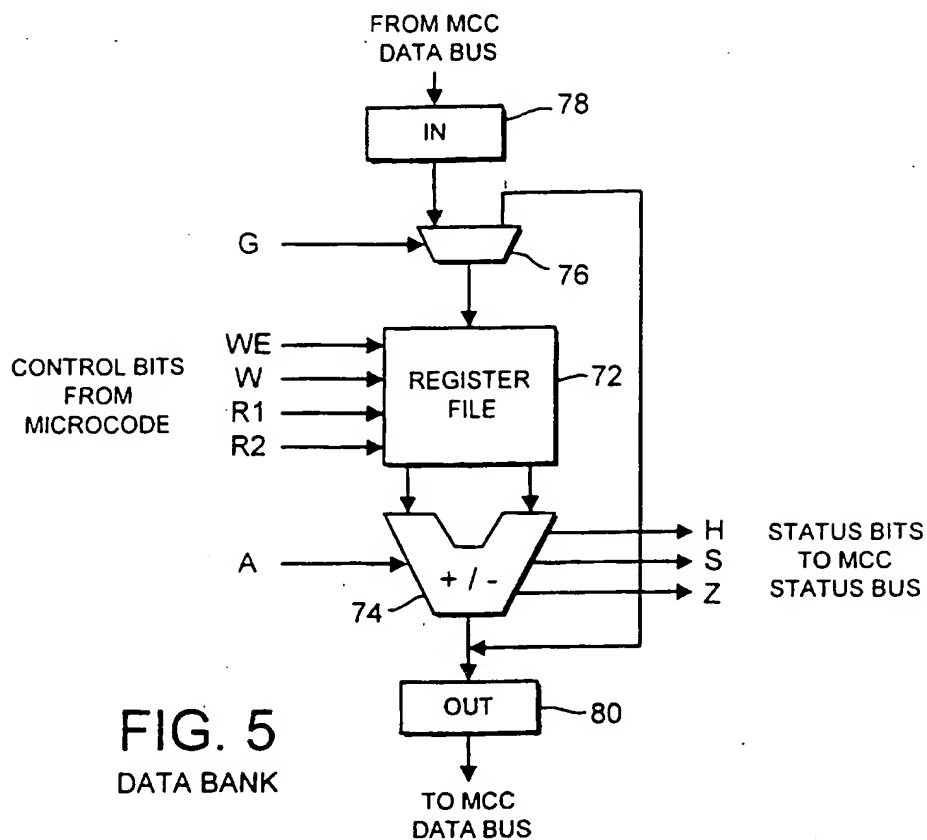 FROM MCC
DATA BUS
78
IN
G
76
CONTROL BITS
FROM
MICROCODE
WE
W
R1
R2
REGISTER
FILE
72
A
+ / -
74
H
S
Z
STATUS BITS
TO MCC
STATUS BUS
OUT
80
FIG. 5
DATA BANK
TO MCC
DATA BUS